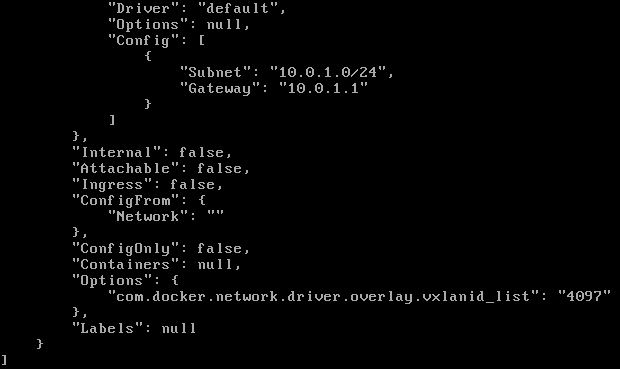 "Driver": "default",
"Options": null,
"Config": [
{
"Subnet": "10.0.1.0/24",
"Gateway": "10.0.1.1"
}
]
},
"Internal": false,
"Attachable": false,
"Ingress": false,
"ConfigFrom": {
"Network": ""
},
"ConfigOnly": false,
"Containers": null,
"Options": {
"com.docker.network.driver.overlay.vxlanid_list": "4097"
},
"Labels": null
}
]